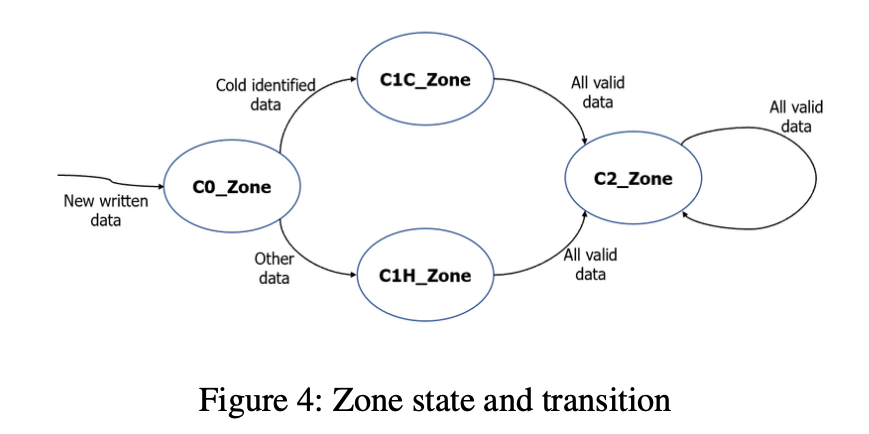 Cold identified
data
C1C_Zone
All valid
data
All valid
data
C0_Zone
C2_Zone
New written
data
Other
data
C1H_Zone
All valid
data
Figure 4: Zone state and transition